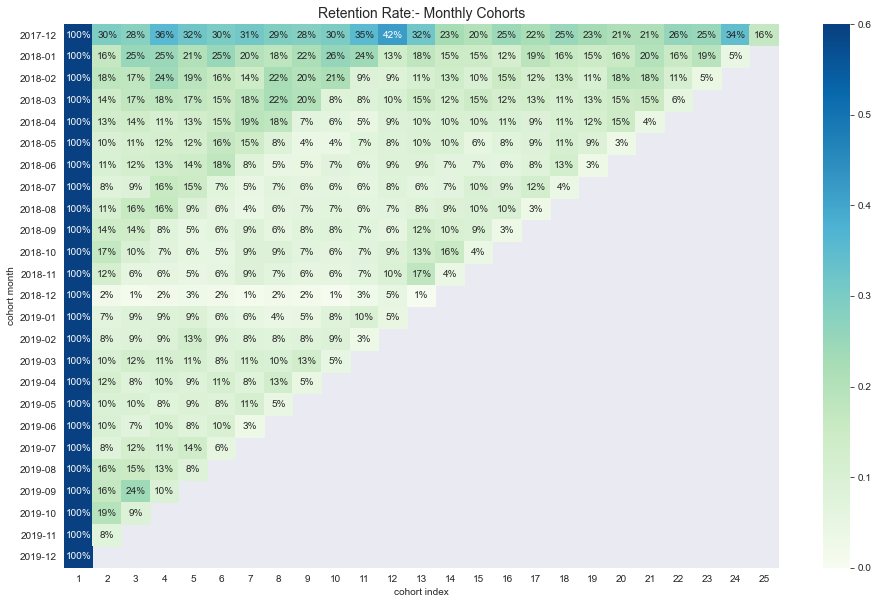 Retention Rate:- Monthly Cohorts
2017-12 100% 30% 28% 36% 32% 30% 31% 29% 28% 30% 35% 42% 32% 23% 20% 25% 22% 25% 23% 21% 21% 26% 25% 34% 16%
2018-01 100% 16% 25% 25% 21% 25% 20% 18% 22% 26% 24% 13% 18% 15% 15% 12% 19% 16% 15% 16% 20% 16% 19% 5%
2018-02 100% 18% 17% 24% 19% 16% 14% 22% 20% 21% 9% 9% 11% 13% 10% 15% 12% 13% 11% 18% 18% 11% 5%
2018-03 100% 14% 17% 18% 17% 15% 18% 22% 20% 8% 8% 10% 15% 12% 15% 12% 13% 11% 13% 15% 15% 6%
2018-04 100% 13% 14% 11% 13% 15% 19% 18% 7% 6% 5% 9% 10% 10% 10% 11% 9% 11% 12% 15% 4%
2018-05 100% 10% 11% 12% 12% 16% 15% 8% 4% 4% 7% 8% 10% 10% 6% 8% 9% 11% 9% 3%
2018-06 100% 11% 12% 13% 14% 18% 8% 5% 5% 7% 6% 9% 9% 7% 7% 6% 8% 13% 3%
2018-07 100% 8% 9% 16% 15% 7% 5% 7% 6% 6% 6% 8% 6% 7% 10% 9% 12% 4%
2018-08 100% 11% 16% 16% 9% 6% 4% 6% 7% 7% 6% 7% 8% 9% 10% 10% 3%
2018-09 100% 14% 14% 8% 5% 6% 9% 6% 8% 8% 7% 6% 12% 10% 9% 3%
2018-10 100% 17% 10% 7% 6% 5% 9% 9% 7% 6% 7% 9% 13% 16% 4%
2018-11 100% 12% 6% 6% 5% 6% 9% 7% 6% 6% 7% 10% 17% 4%
2018-12 100% 2% 1% 2% 3% 2% 1% 2% 2% 1% 3% 5% 1%
2019-01 100% 7% 9% 9% 9% 6% 6% 4% 5% 8% 10% 5%
2019-02 100% 8% 9% 9% 13% 9% 8% 8% 8% 9% 3%
2019-03 100% 10% 12% 11% 11% 8% 11% 10% 13% 5%
2019-04 100% 12% 8% 10% 9% 11% 8% 13% 5%
2019-05 100% 10% 10% 8% 9% 8% 11% 5%
2019-06 100% 10% 7% 10% 8% 10% 3%
2019-07 100% 8% 12% 11% 14% 6%
2019-08 100% 16% 15% 13% 8%
2019-09 100% 16% 24% 10%
2019-10 100% 19% 9%
2019-11 100% 8%
2019-12 100%
1 2 3 4 5 6 7 8 9 10 11 12 13 14 15 16 17 18 19 20 21 22 23 24 25
cohort index
cohort month
0.6
0.5
0.4
0.3
0.2
0.1
0.0